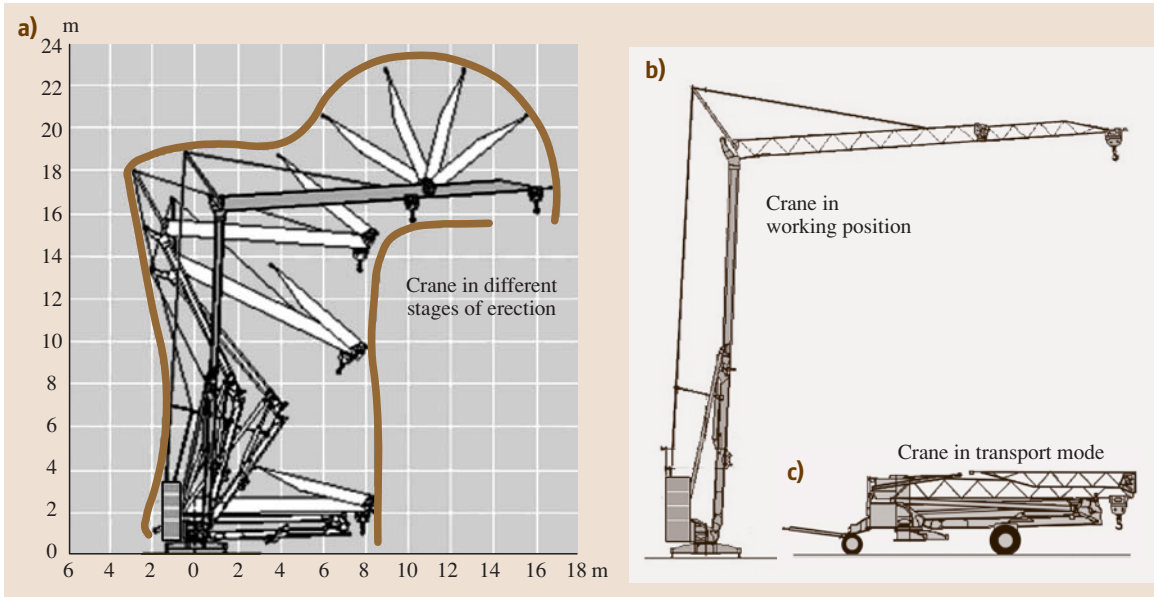 a)
m
24
22
20
18
16
14
12
10
8
6
4
2
0
6 4 2 0 2 4 6 8 10 12 14 16 18 m
Crane in different
stages of erection
b)
Crane in
working position
c)
Crane in transport mode